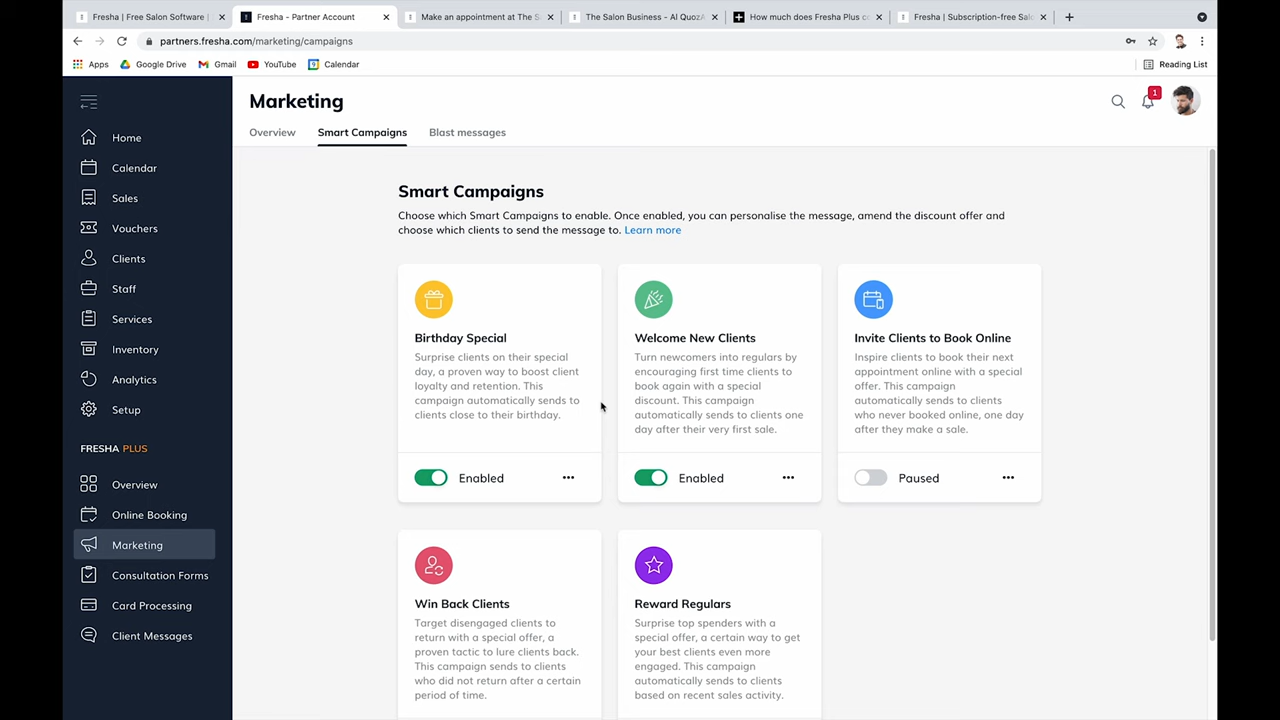 Fresha | Free Salon Software |
Fresha - Partner Account
Make an appointment at The S
The Salon Business - AI Quoz
How much does Fresha Plus c
Fresha | Subscription-free Sal
partners.fresha.com/marketing/campaigns
Apps
Google Drive
Gmail
YouTube
Calendar
Reading List
Home
Calendar
Sales
Vouchers
Clients
Staff
Services
Inventory
Analytics
Setup
FRESHA PLUS
Overview
Online Booking
Marketing
Consultation Forms
Card Processing
Client Messages
Marketing
1
Overview
Smart Campaigns
Blast messages
Smart Campaigns
Choose which Smart Campaigns to enable. Once enabled, you can personalise the message, amend the discount offer and
choose which clients to send the message to. Learn more
Birthday Special
Surprise clients on their special
day, a proven way to boost client
loyalty and retention. This
campaign automatically sends to
clients close to their birthday.
Enabled
Welcome New Clients
Turn newcomers into regulars by
encouraging first time clients to
book again with a special
discount. This campaign
automatically sends to clients one
day after their very first sale.
Enabled
Invite Clients to Book Online
Inspire clients to book their next
appointment online with a special
offer. This campaign
automatically sends to clients
who never booked online, one day
after they make a sale.
Paused
Win Back Clients
Target disengaged clients to
return with a special offer, a
proven tactic to lure clients back.
This campaign sends to clients
who did not return after a certain
period of time.
Reward Regulars
Surprise top spenders with a
special offer, a certain way to get
your best clients even more
engaged. This campaign
automatically sends to clients
based on recent sales activity.